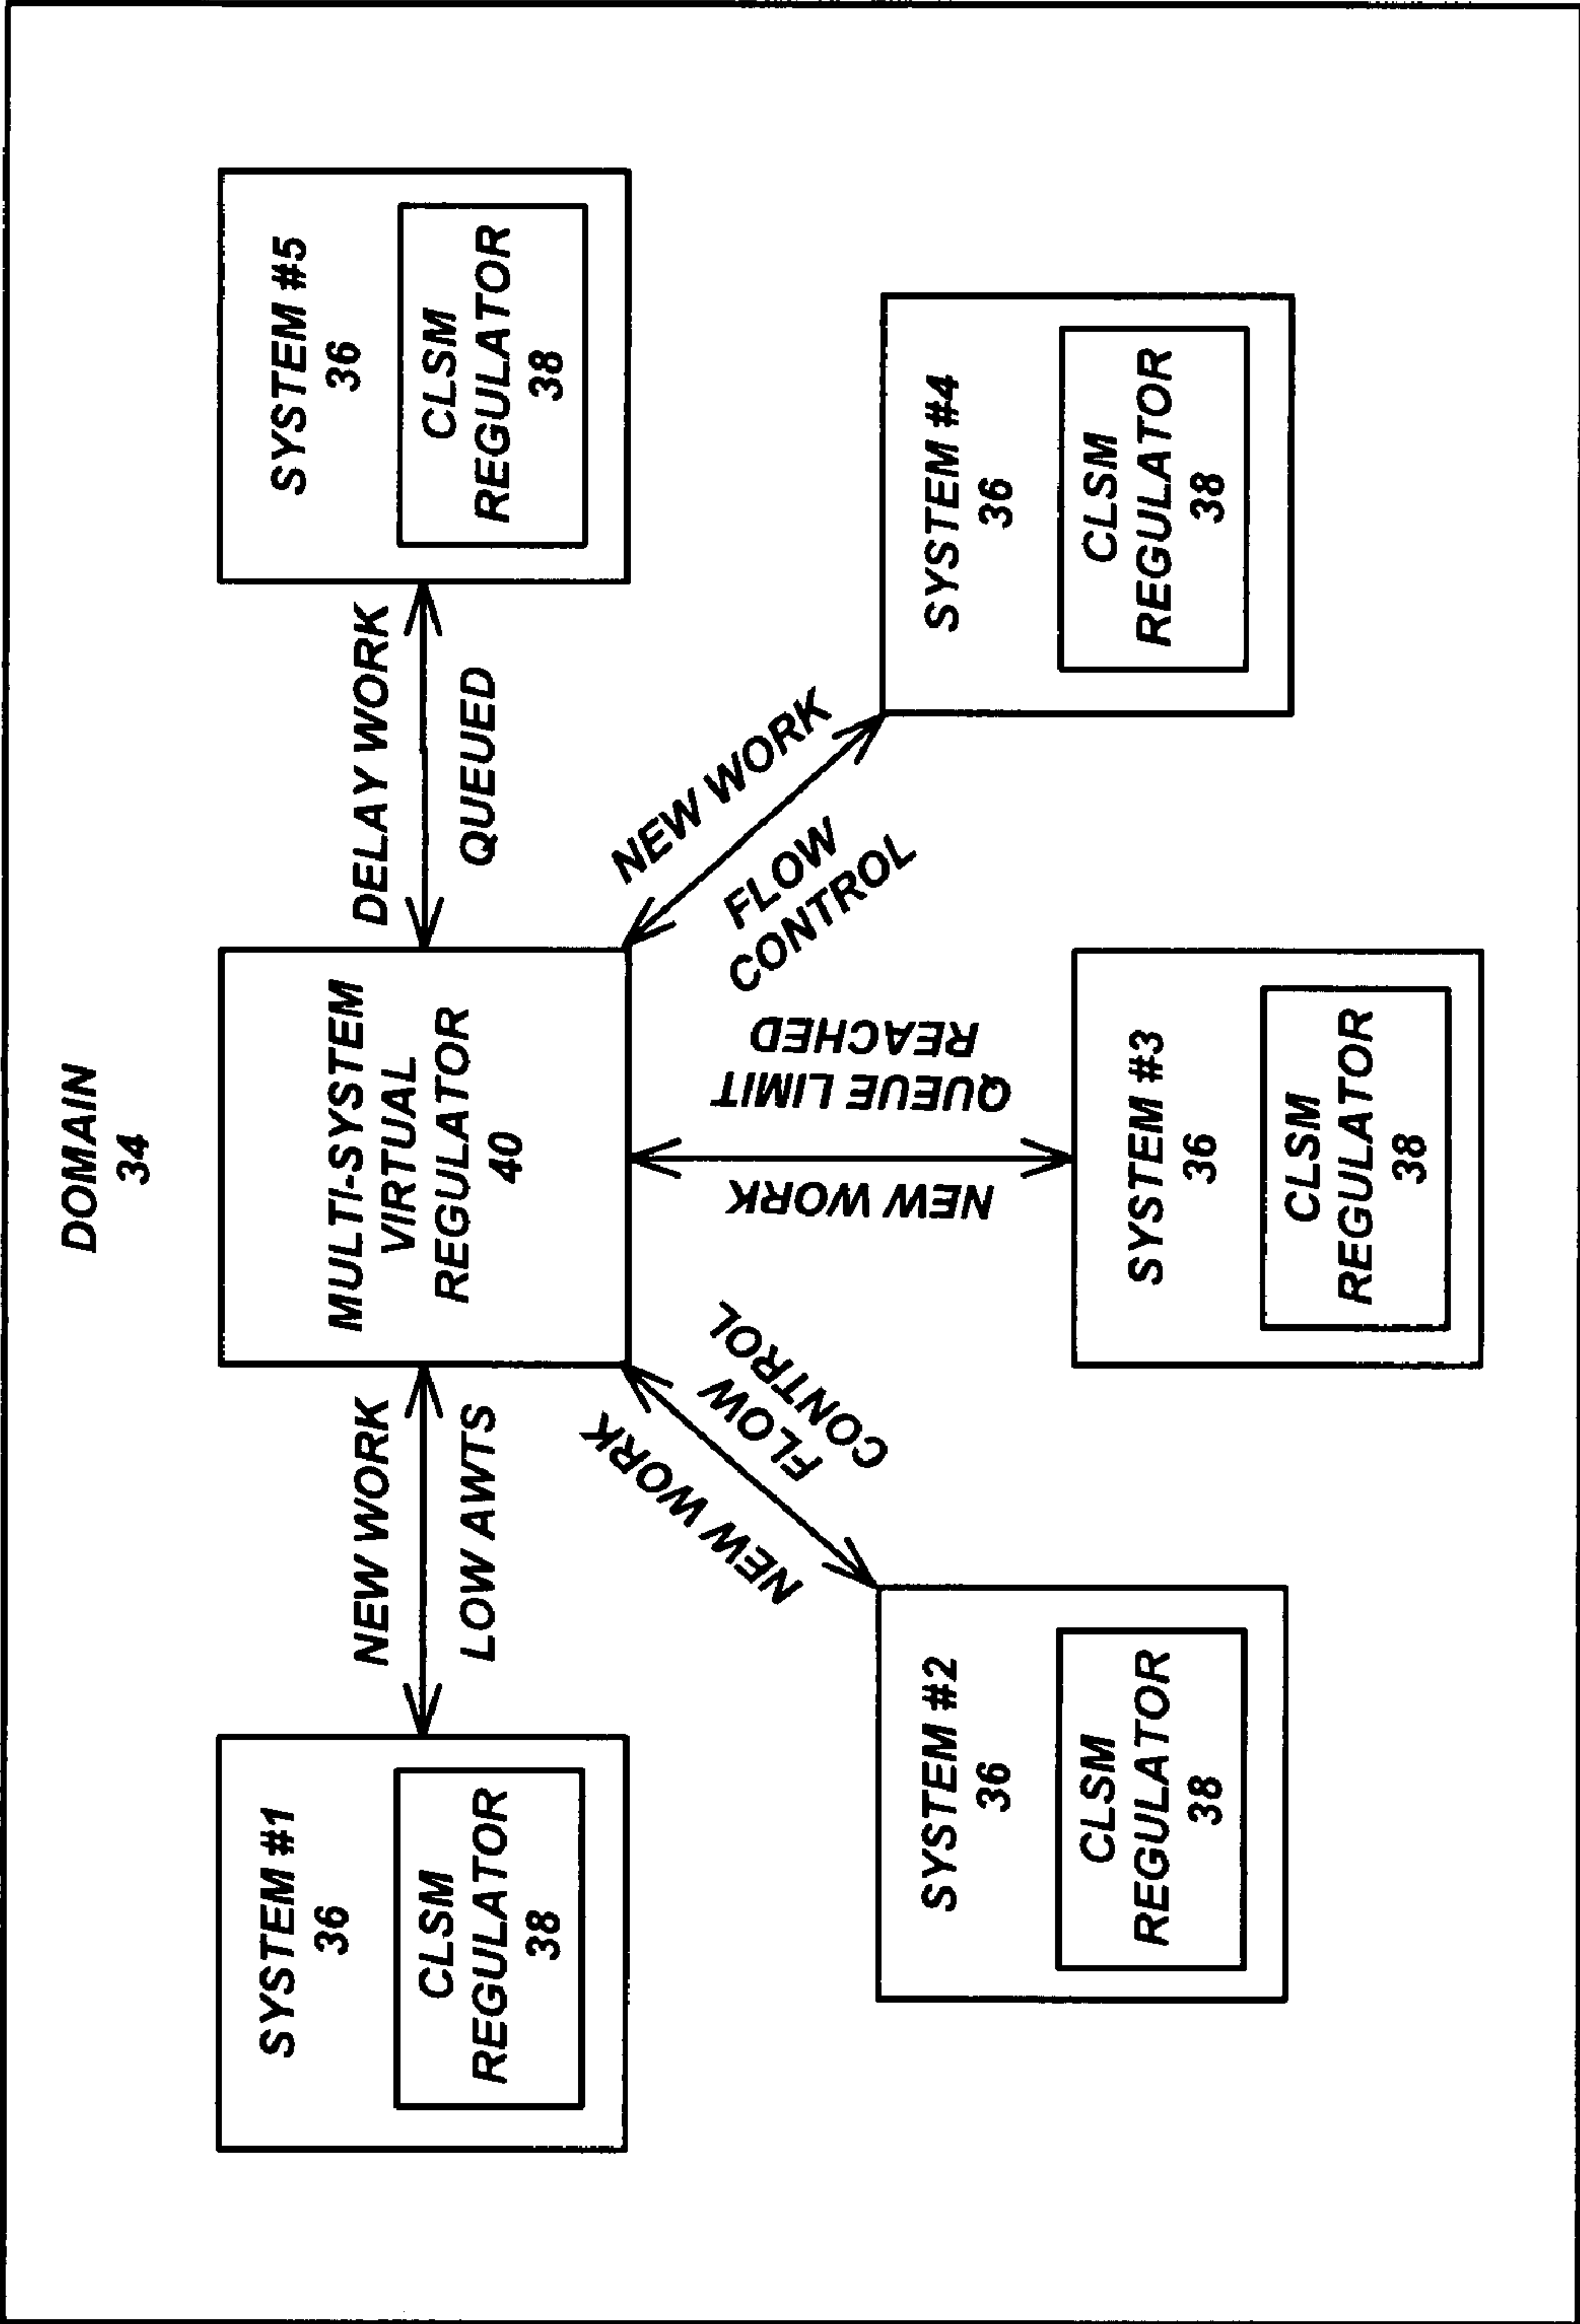 DOMAIN
34
SYSTEM #1
36
CLSM
REGULATOR
38
NEW WORK
LOW AWTS
MULTI-SYSTEM
VIRTUAL
REGULATOR
40
DELAY WORK
QUEUED
SYSTEM #5
36
CLSM
REGULATOR
38
NEW WORK
FLOW
CONTROL
NEW WORK
QUEUE LIMIT
REACHED
NEW WORK
FLOW
CONTROL
SYSTEM #2
36
CLSM
REGULATOR
38
SYSTEM #3
36
CLSM
REGULATOR
38
SYSTEM #4
36
CLSM
REGULATOR
38